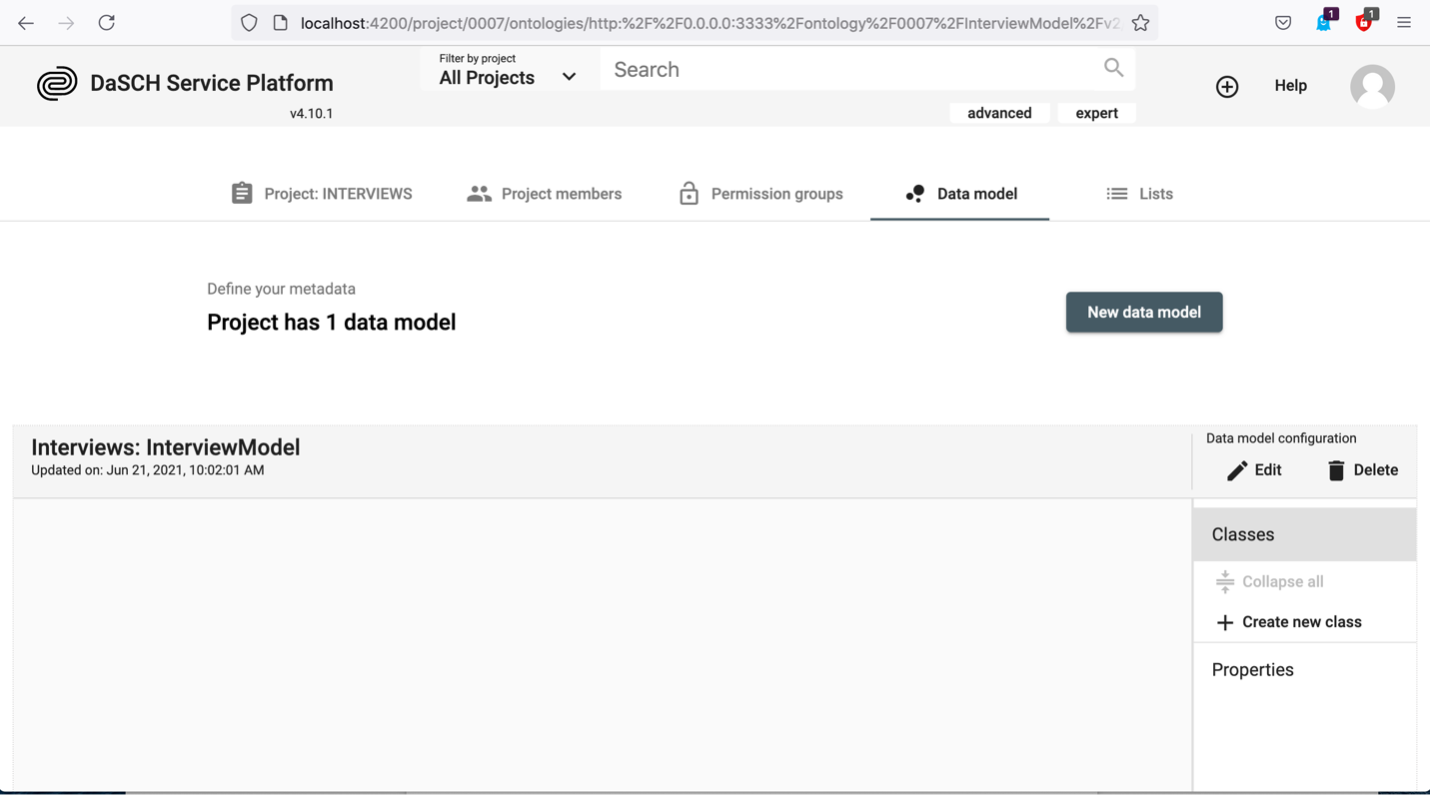 localhost:4200/project/0007/ontologies/http:%2F%2F0.0.0.0:3333%2Fontology%2F0007%2FInterviewModel%2Fv2
1
1
DaSCH Service Platform
v4.10.1
Filter by project
All Projects
Search
advanced
expert
Help
Project: INTERVIEWS
Project members
Permission groups
Data model
Lists
Define your metadata
Project has 1 data model
New data model
Interviews: InterviewModel
Updated on: Jun 21, 2021, 10:02:01 AM
Data model configuration
Edit
Delete
Classes
Collapse all
Create new class
Properties